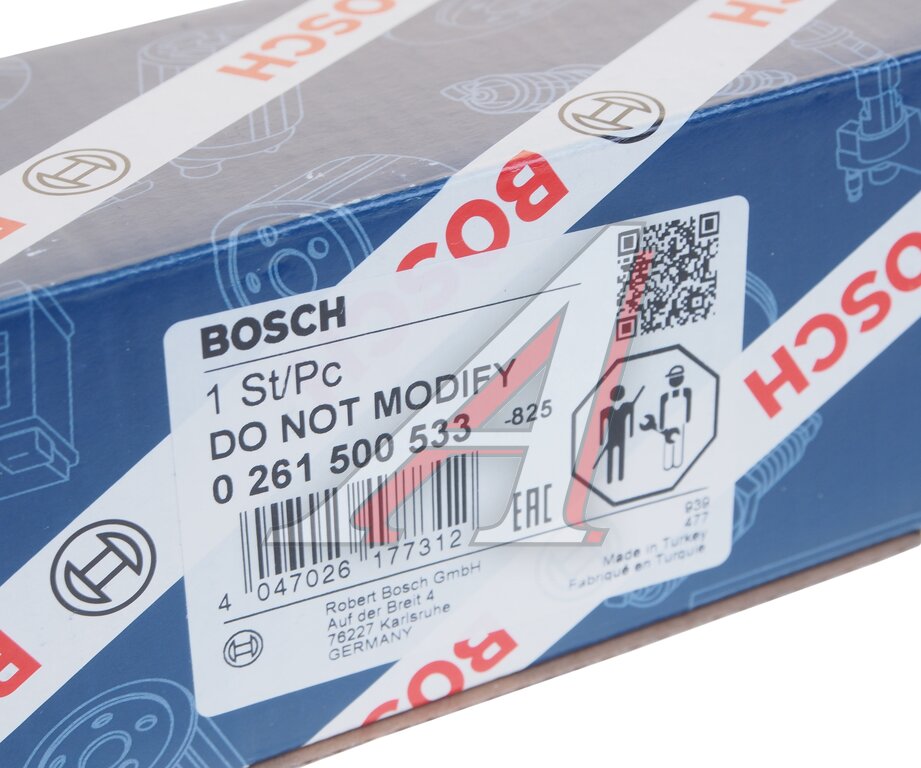 BOSCH
BOSCH
BOSCH
BOSCH
1 St/Pc
DO NOT MODIFY
0 261 500 533 -825
EAC
4 047026 177312
939
477
Made in Turkey
Fabriqué en Turquie
Robert Bosch GmbH
Auf der Breit 4
76227 Karlsruhe
GERMANY
BOSCH